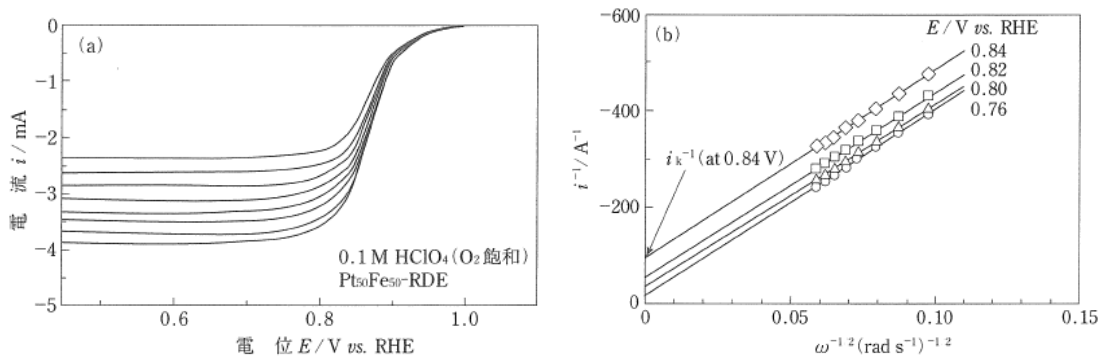 (a)
0
−1
−2
−3
−4
−5
電流 i / mA
0.6
0.8
1.0
電位 E / V vs. RHE
0.1 M HClO₄(O₂飽和)
Pt₅₀Fe₅₀-RDE
(b)
−600
−400
−200
0
i⁻¹/ A⁻¹
E / V vs. RHE
0.84
0.82
0.80
0.76
iₖ⁻¹(at 0.84 V)
0
0.05
0.10
0.15
ω⁻¹ ²(rad s⁻¹)⁻¹ ²